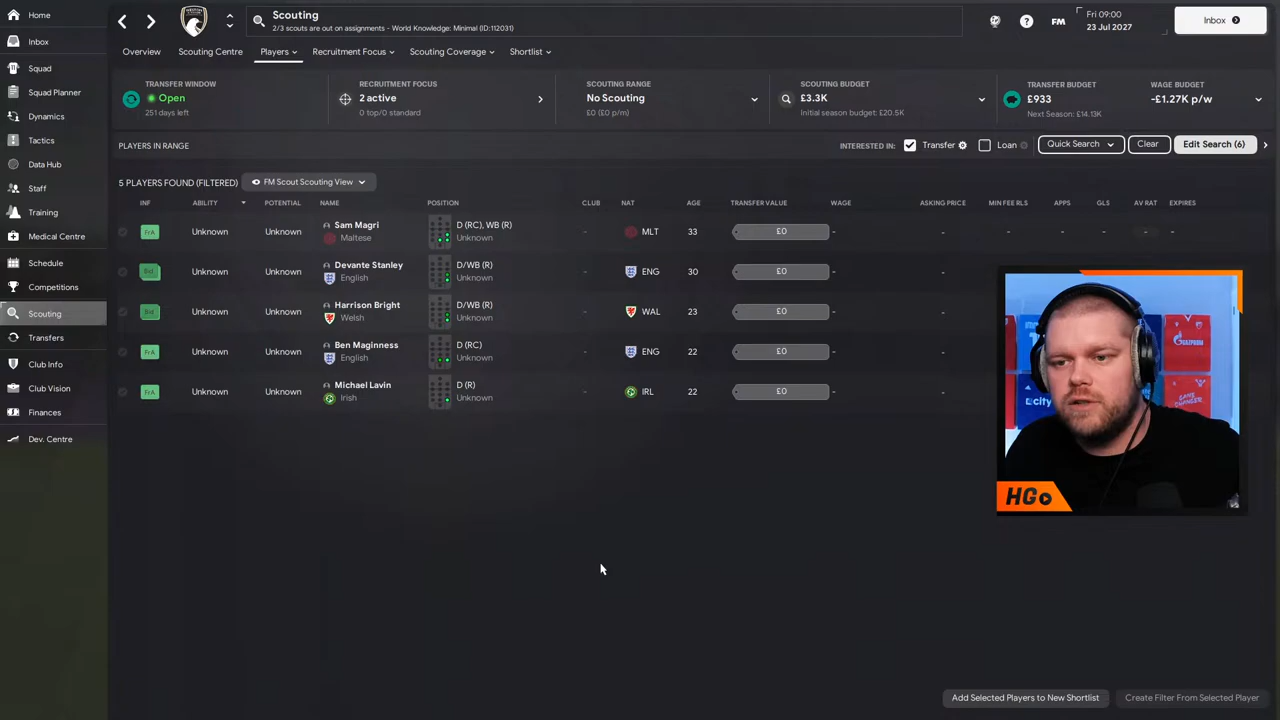 Scouting
2/3 scouts are out on assignments - World Knowledge: Minimal (ID:112031)
FM
Fri 09:00
23 Jul 2027
Inbox
Home
Inbox
Squad
Squad Planner
Dynamics
Tactics
Data Hub
Staff
Training
Medical Centre
Schedule
Competitions
Scouting
Transfers
Club Info
Club Vision
Finances
Dev. Centre
Overview Scouting Centre Players Recruitment Focus Scouting Coverage Shortlist
TRANSFER WINDOW
Open
251 days left
RECRUITMENT FOCUS
2 active
0 top/0 standard
SCOUTING RANGE
No Scouting
£0 (£0 p/m)
SCOUTING BUDGET
£3.3K
Initial season budget: £20.5K
TRANSFER BUDGET
£933
Next Season: £14.13K
WAGE BUDGET
-£1.27K p/w
PLAYERS IN RANGE
INTERESTED IN: Transfer Loan Quick Search Clear Edit Search (6)
5 PLAYERS FOUND (FILTERED) FM Scout Scouting View
INF ABILITY POTENTIAL NAME POSITION CLUB NAT AGE TRANSFER VALUE WAGE ASKING PRICE MIN FEE RLS APPS GLS AV RAT EXPIRES
FrA Unknown Unknown Sam Magri D (RC), WB (R) - MLT 33 £0 - - - - - - -
Maltese Unknown
Bid Unknown Unknown Devante Stanley D/WB (R) - ENG 30 £0 - -
English Unknown
Bid Unknown Unknown Harrison Bright D/WB (R) - WAL 23 £0 - -
Welsh Unknown
FrA Unknown Unknown Ben Maginness D (RC) - ENG 22 £0 - -
English Unknown
FrA Unknown Unknown Michael Lavin D (R) - IRL 22 £0 - -
Irish Unknown
GAZPROM
city
GAME CHANGER
HG
Add Selected Players to New Shortlist Create Filter From Selected Player